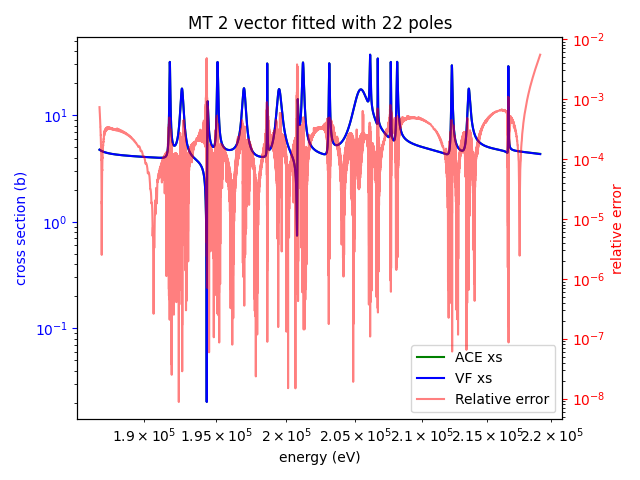 MT 2 vector fitted with 22 poles
cross section (b)
10¹
10⁰
10⁻¹
10⁻²
10⁻³
10⁻⁴
10⁻⁵
10⁻⁶
10⁻⁷
10⁻⁸
relative error
ACE xs
VF xs
Relative error
1.9 × 10⁵ 1.95 × 10⁵ 2 × 10⁵ 2.05 × 10⁵ 2.1 × 10⁵ 2.15 × 10⁵ 2.2 × 10⁵
energy (eV)